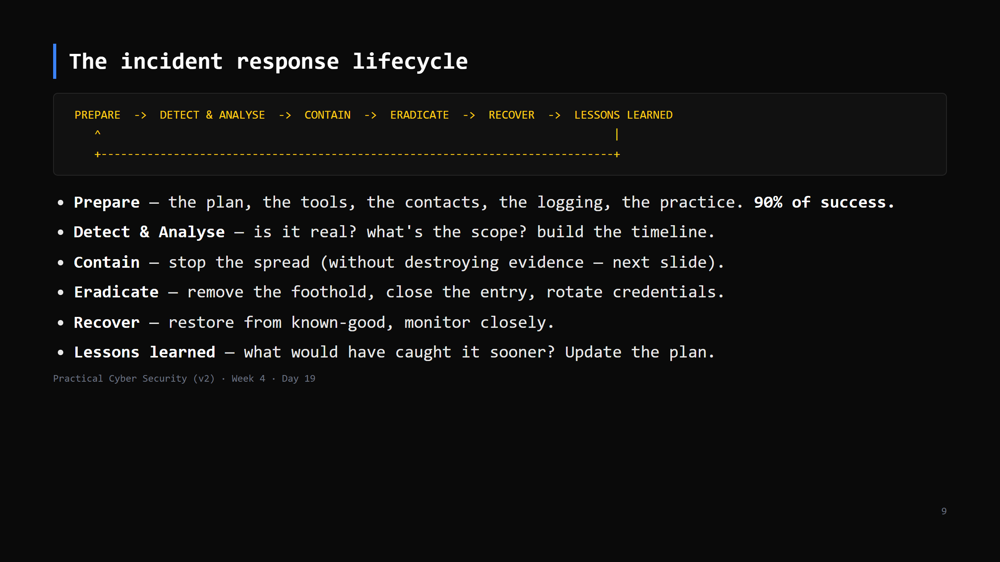 The incident response lifecycle
PREPARE  ->  DETECT & ANALYSE  ->  CONTAIN  ->  ERADICATE  ->  RECOVER  ->  LESSONS LEARNED
   ^                                                                              |
   +------------------------------------------------------------------------------+
• Prepare — the plan, the tools, the contacts, the logging, the practice. 90% of success.
• Detect & Analyse — is it real? what's the scope? build the timeline.
• Contain — stop the spread (without destroying evidence — next slide).
• Eradicate — remove the foothold, close the entry, rotate credentials.
• Recover — restore from known-good, monitor closely.
• Lessons learned — what would have caught it sooner? Update the plan.
Practical Cyber Security (v2) · Week 4 · Day 19
9